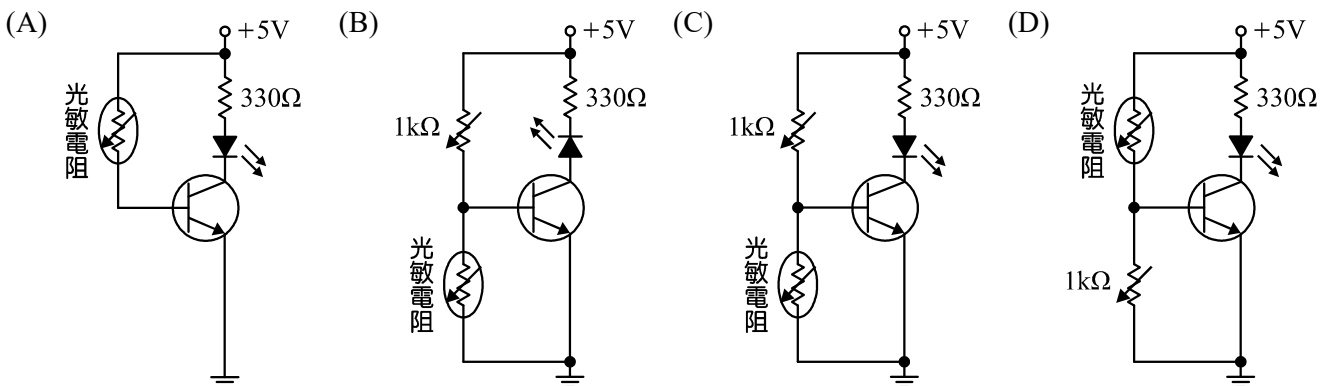 (A)
+5V
光敏電阻
330Ω
(B)
+5V
1kΩ
330Ω
光敏電阻
(C)
+5V
1kΩ
330Ω
光敏電阻
(D)
+5V
光敏電阻
330Ω
1kΩ